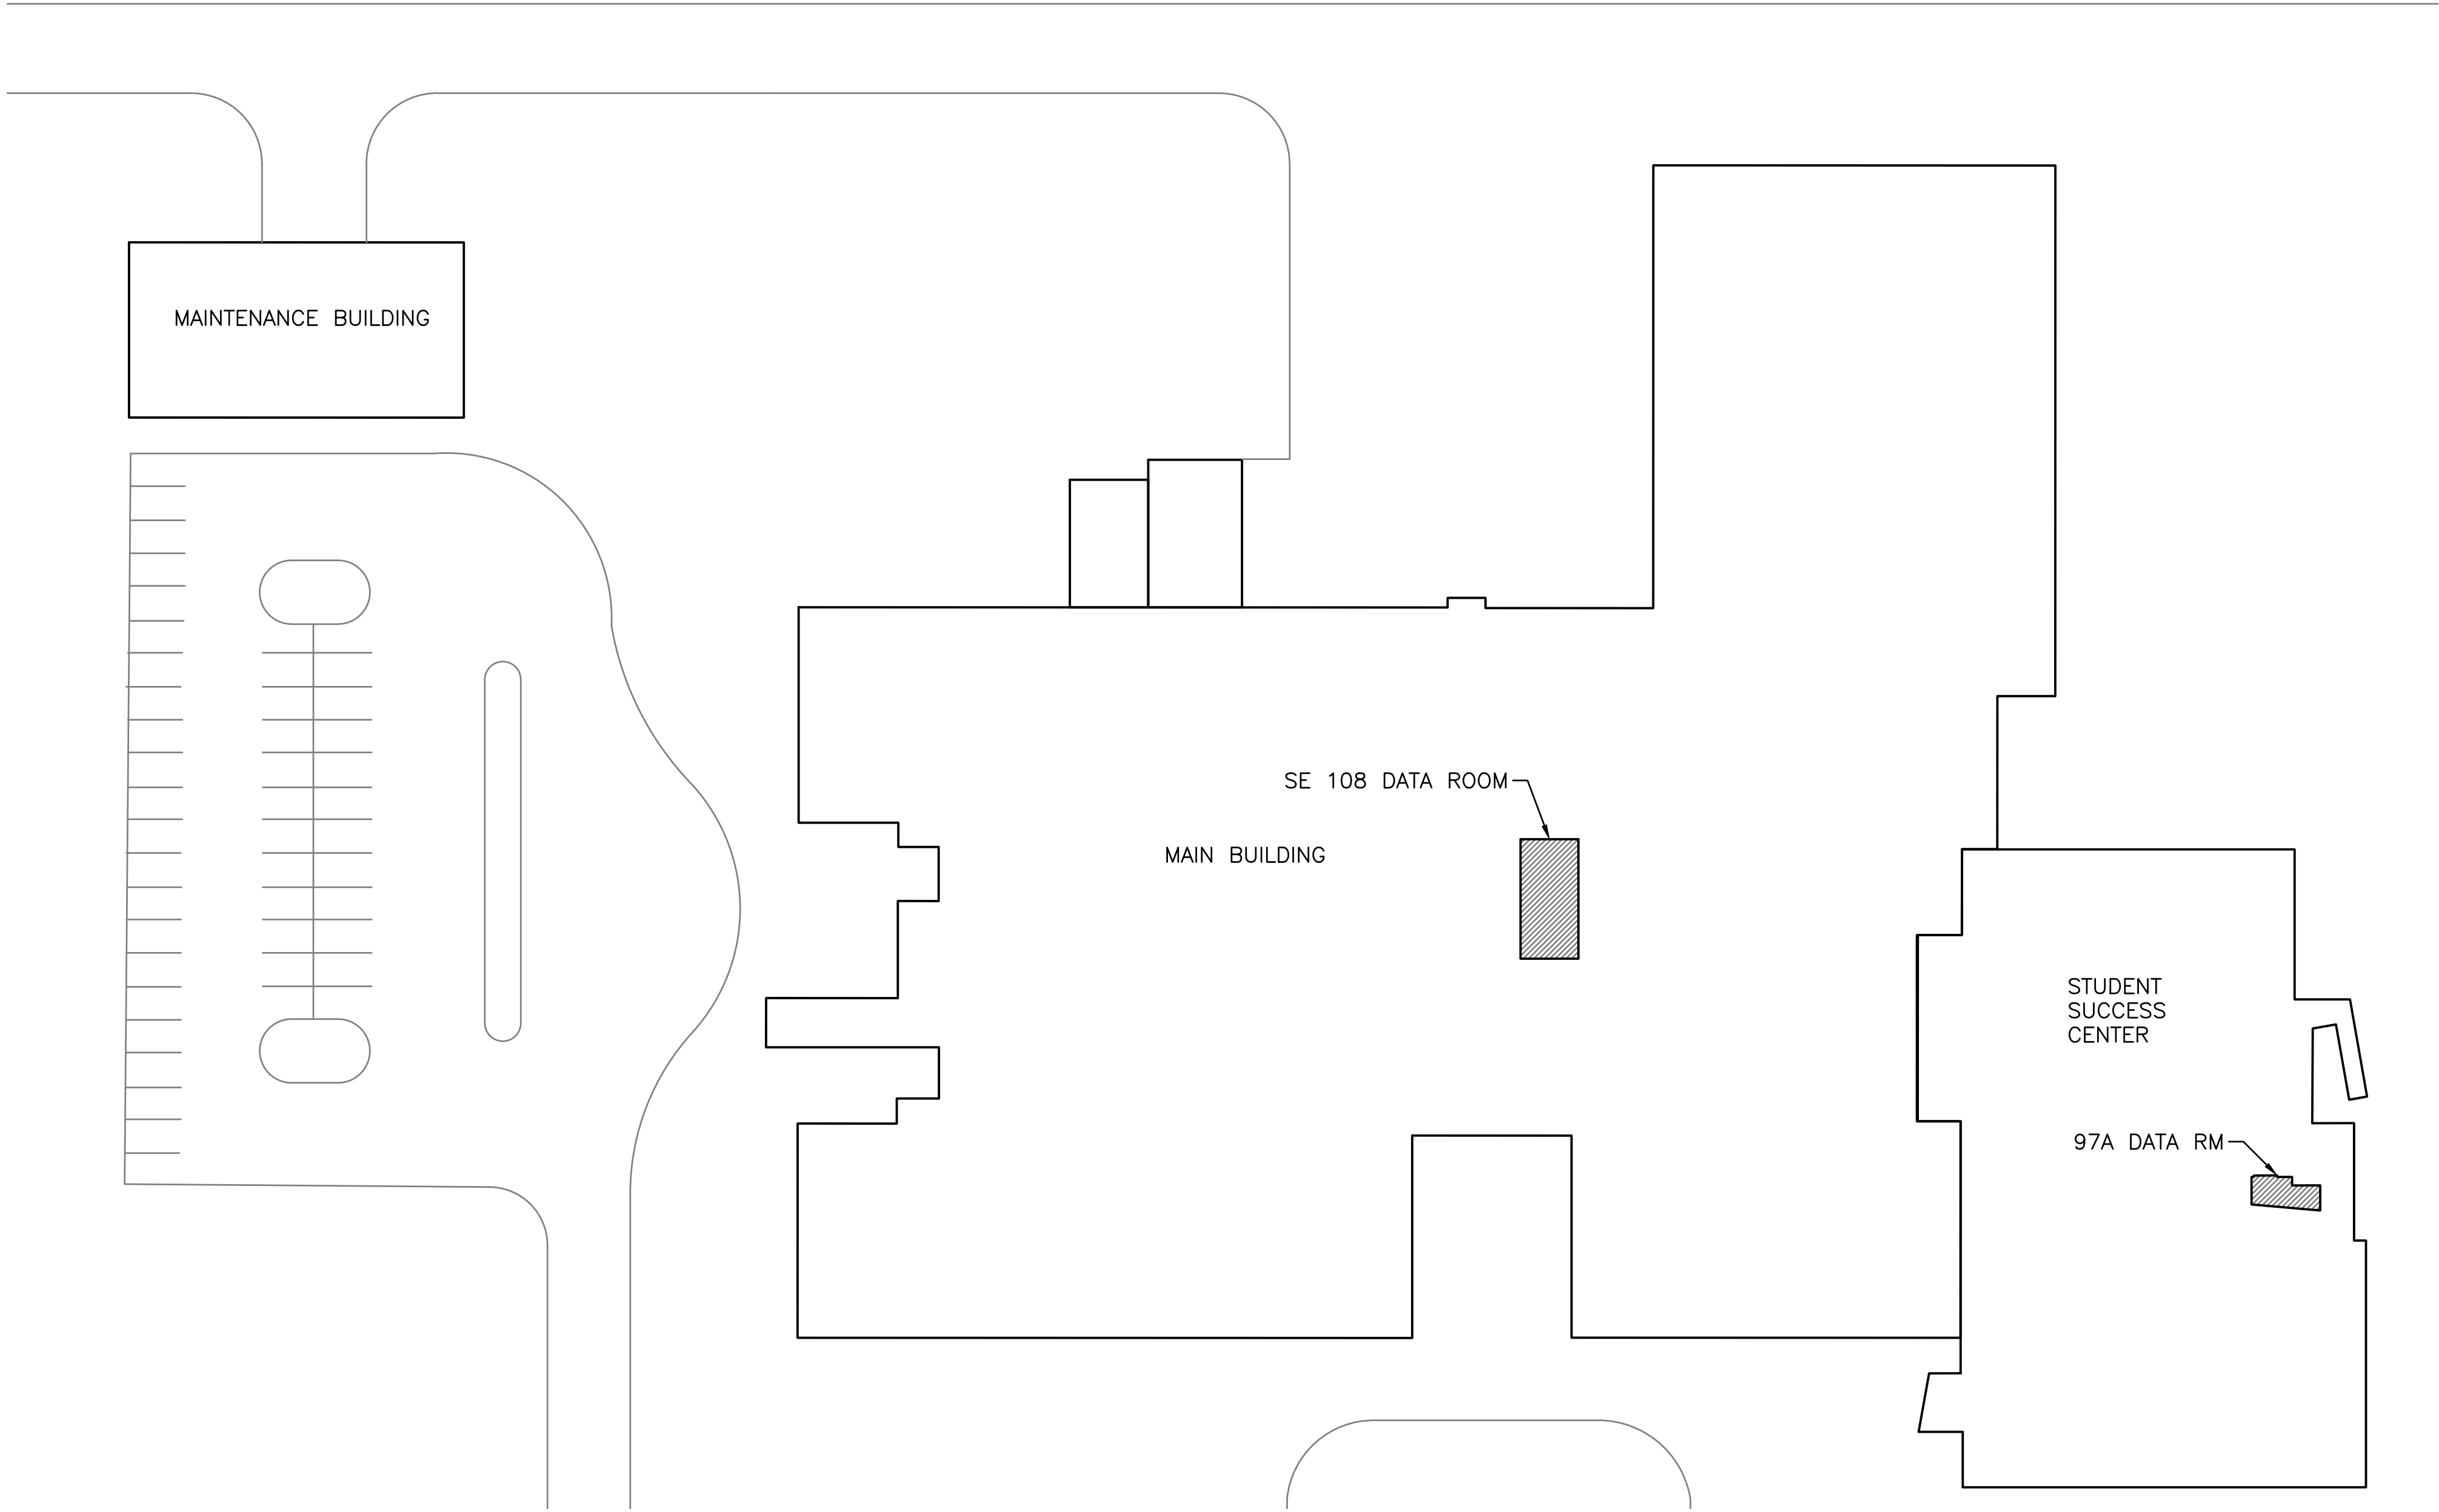 MAINTENANCE BUILDING
SE 108 DATA ROOM
MAIN BUILDING
STUDENT
SUCCESS
CENTER
97A DATA RM